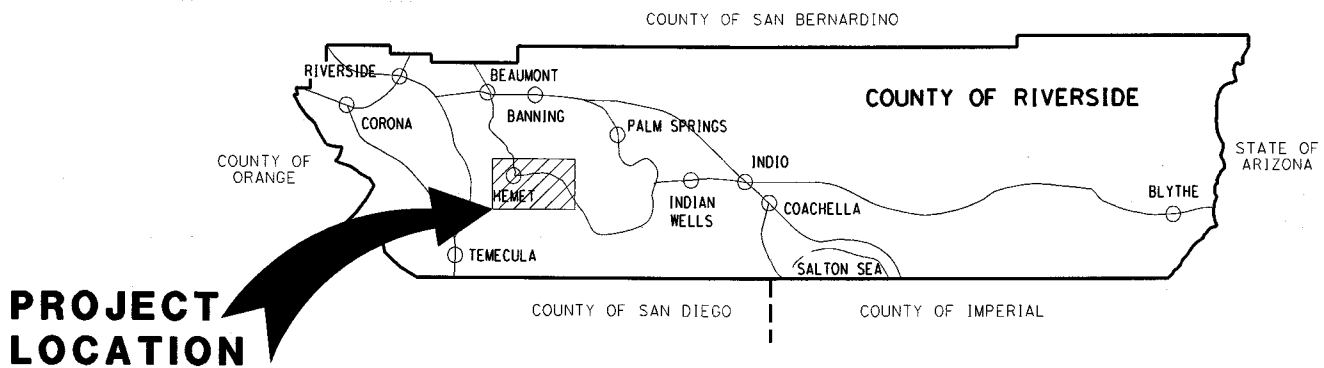 COUNTY OF SAN BERNARDINO
RIVERSIDE
BEAUMONT
COUNTY OF RIVERSIDE
CORONA
BANNING
PALM SPRINGS
COUNTY OF
ORANGE
INDIO
STATE OF
ARIZONA
HEMET
INDIAN
WELLS
COACHELLA
BLYTHE
TEMECULA
SALTON SEA
PROJECT
LOCATION
COUNTY OF SAN DIEGO
COUNTY OF IMPERIAL